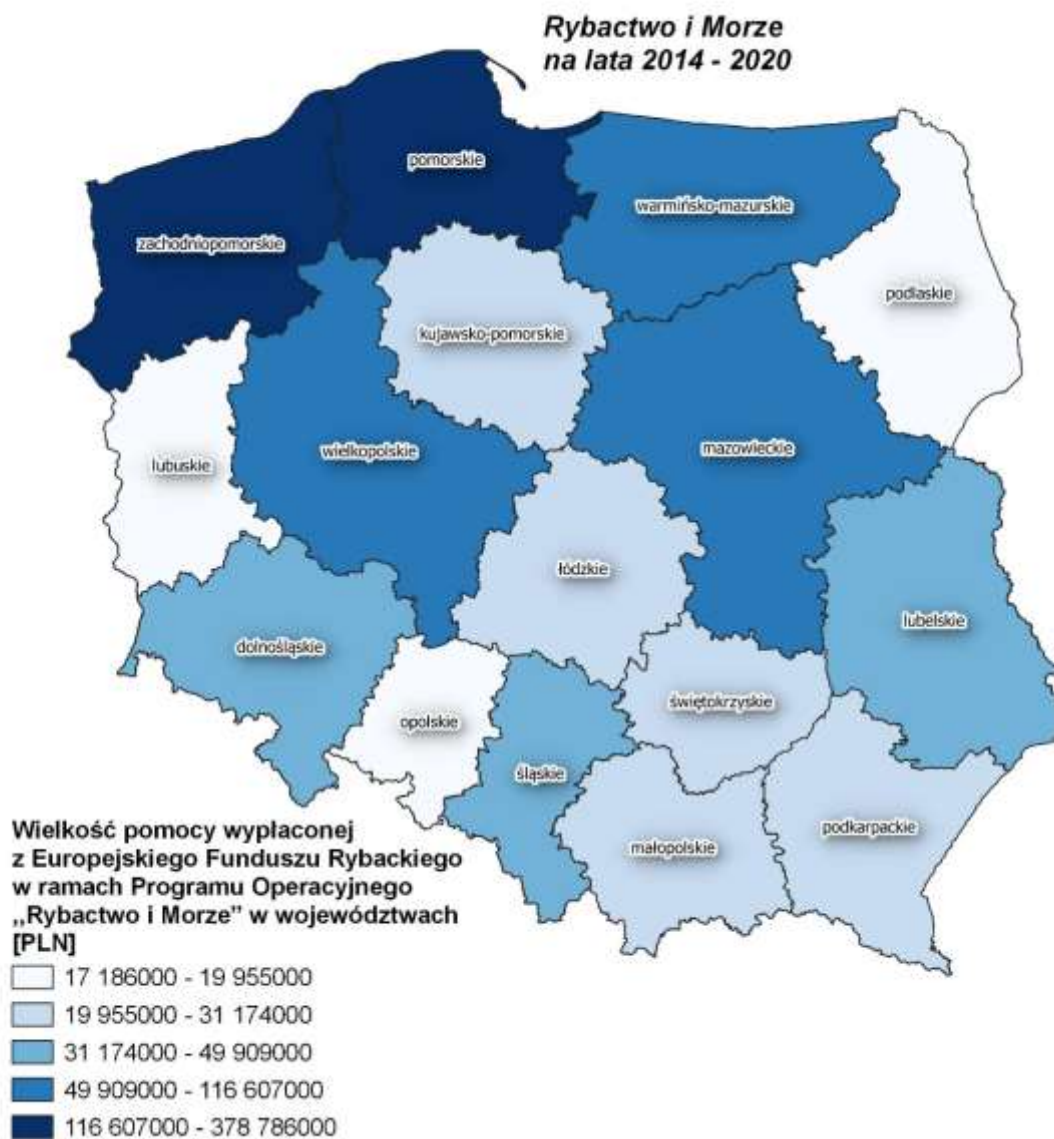 Rybactwo i Morze
na lata 2014 - 2020
pomorskie
warmińsko-mazurskie
zachodniopomorskie
podlaskie
kujawsko-pomorskie
wielkopolskie
mazowieckie
lubuskie
łódzkie
lubelskie
dolnośląskie
świętokrzyskie
opolskie
śląskie
podkarpackie
małopolskie
Wielkość pomocy wypłaconej
z Europejskiego Funduszu Rybackiego
w ramach Programu Operacyjnego
,,Rybactwo i Morze” w województwach
[PLN]
17 186000 - 19 955000
19 955000 - 31 174000
31 174000 - 49 909000
49 909000 - 116 607000
116 607000 - 378 786000